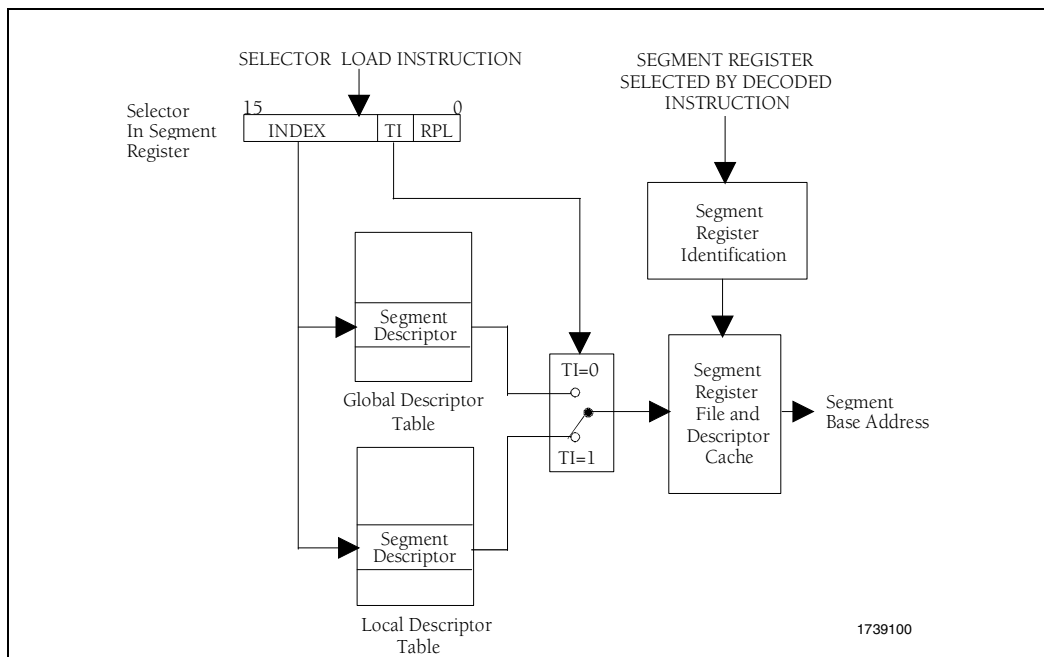 SELECTOR LOAD INSTRUCTION
SEGMENT REGISTER
SELECTED BY DECODED
INSTRUCTION
Selector
In Segment
Register
15
0
INDEX
TI
RPL
Segment
Register
Identification
Segment
Descriptor
Global Descriptor
Table
TI=0
TI=1
Segment
Register
File and
Descriptor
Cache
Segment
Base Address
Segment
Descriptor
Local Descriptor
Table
1739100